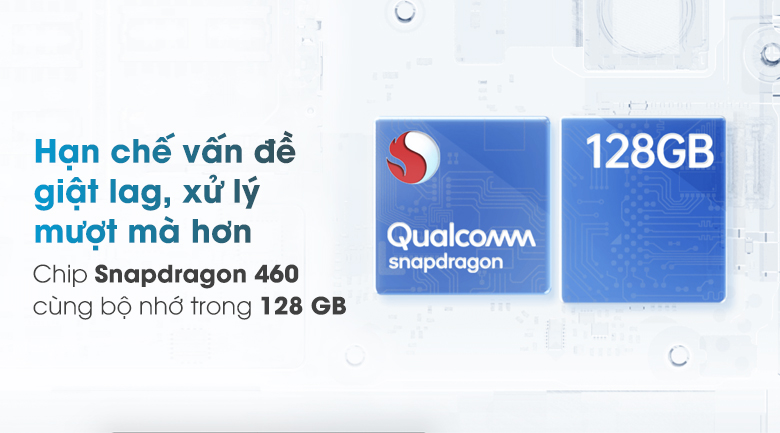 Hạn chế vấn đề
giật lag, xử lý
mượt mà hơn
Chip Snapdragon 460
cùng bộ nhớ trong 128 GB
Qualcomm
snapdragon
128GB